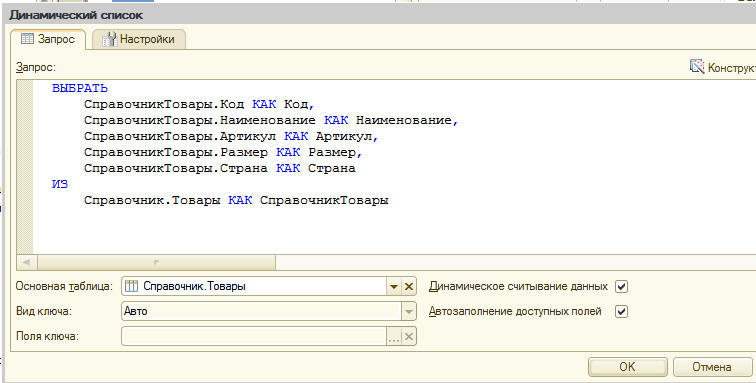 Динамический список
Запрос
Настройки
Запрос:
Конструкт
ВЫБРАТЬ
СправочникТовары.Код КАК Код,
СправочникТовары.Наименование КАК Наименование,
СправочникТовары.Артикул КАК Артикул,
СправочникТовары.Размер КАК Размер,
СправочникТовары.Страна КАК Страна
ИЗ
Справочник.Товары КАК СправочникТовары
Основная таблица: Справочник.Товары
Динамическое считывание данных
Вид ключа: Авто
Автозаполнение доступных полей
Поля ключа: ...
OK
Отмена